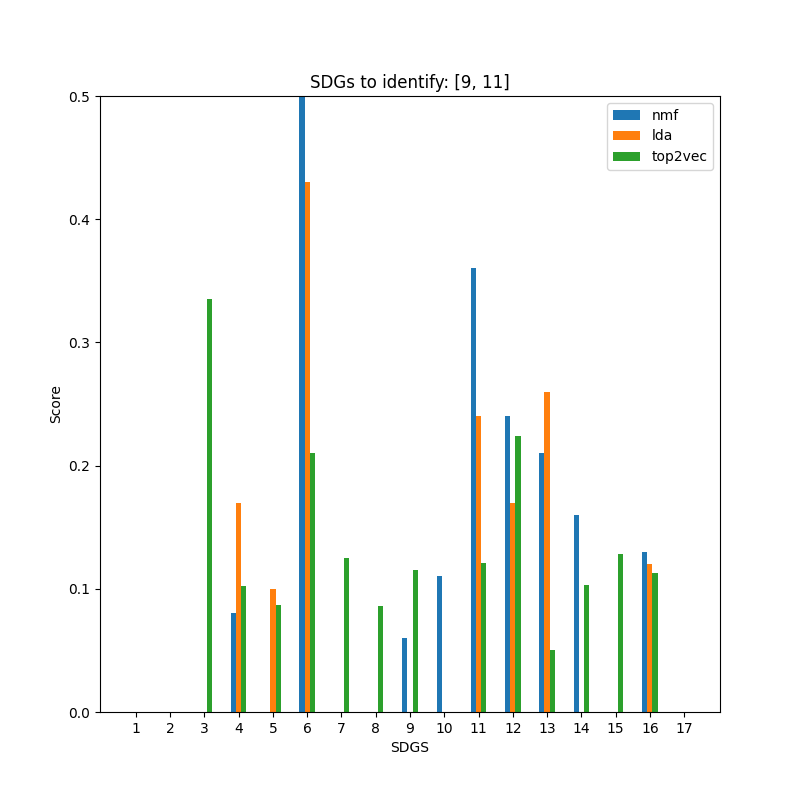 SDGs to identify: [9, 11]
nmf
lda
top2vec
0.5
0.4
0.3
0.2
0.1
0.0
Score
1 2 3 4 5 6 7 8 9 10 11 12 13 14 15 16 17
SDGS